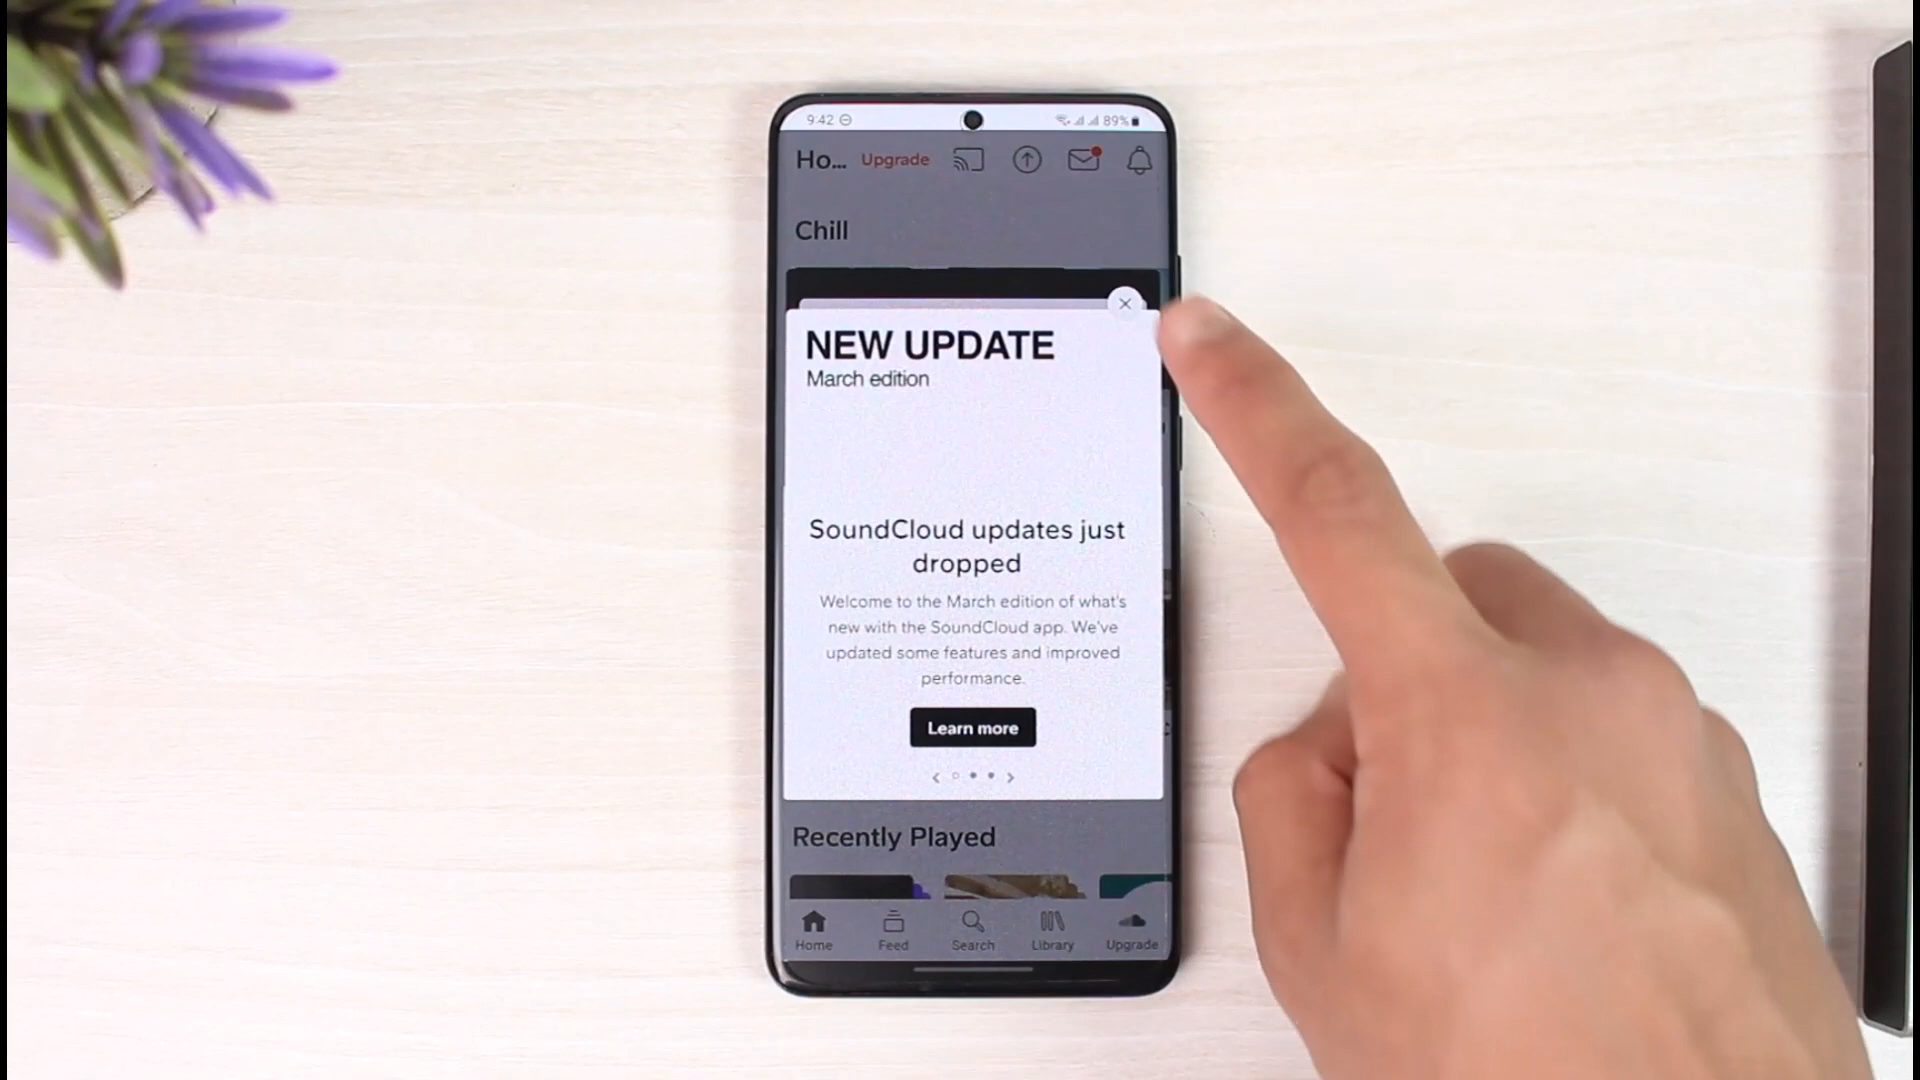 9:42
89%
Ho... Upgrade
Chill
NEW UPDATE
March edition
SoundCloud updates just
dropped
Welcome to the March edition of what's
new with the SoundCloud app. We've
updated some features and improved
performance.
Learn more
Recently Played
Home Feed Search Library Upgrade